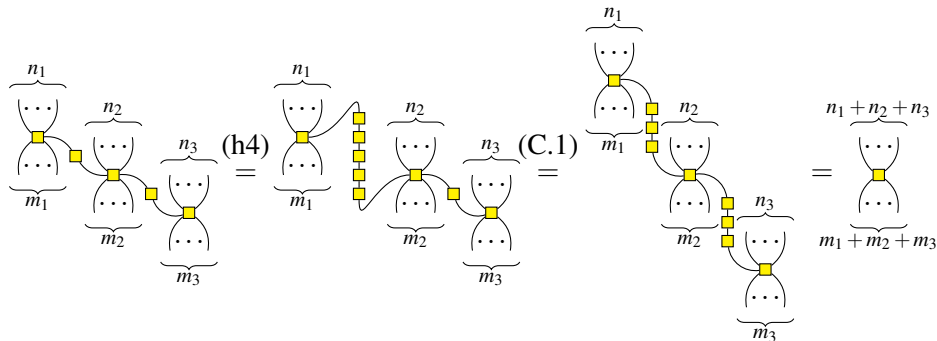 n₁
m₁
n₂
m₂
n₃
m₃
(h4)
=
n₁
m₁
n₂
m₂
n₃
m₃
(C.1)
=
n₁
m₁
n₂
m₂
n₃
m₃
=
n₁ + n₂ + n₃
m₁ + m₂ + m₃